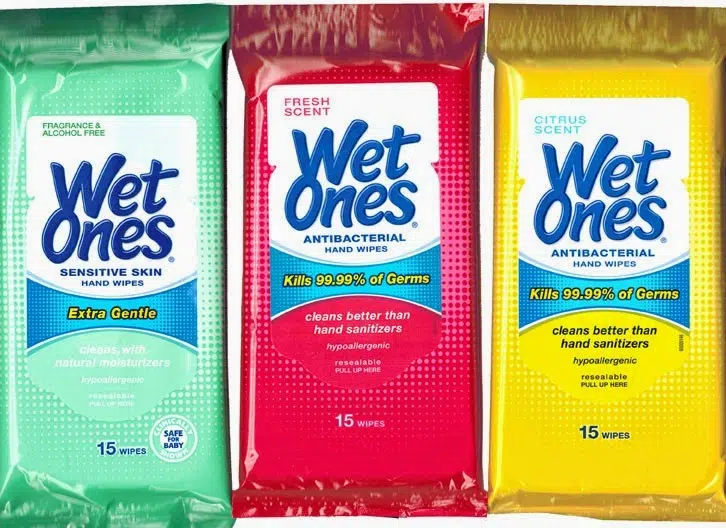 FRAGRANCE &
ALCOHOL FREE
Wet
Ones®
SENSITIVE SKIN
HAND WIPES
Extra Gentle
cleans with
natural moisturizers
hypoallergenic
resealable
PULL UP HERE
15 WIPES
CLINICALLY
SAFE
FOR
BABY
SHOWN
FRESH
SCENT
Wet
Ones®
ANTIBACTERIAL
HAND WIPES
Kills 99.99% of Germs
cleans better than
hand sanitizers
hypoallergenic
resealable
PULL UP HERE
15 WIPES
CITRUS
SCENT
Wet
Ones®
ANTIBACTERIAL
HAND WIPES
Kills 99.99% of Germs
cleans better than
hand sanitizers
hypoallergenic
resealable
PULL UP HERE
15 WIPES